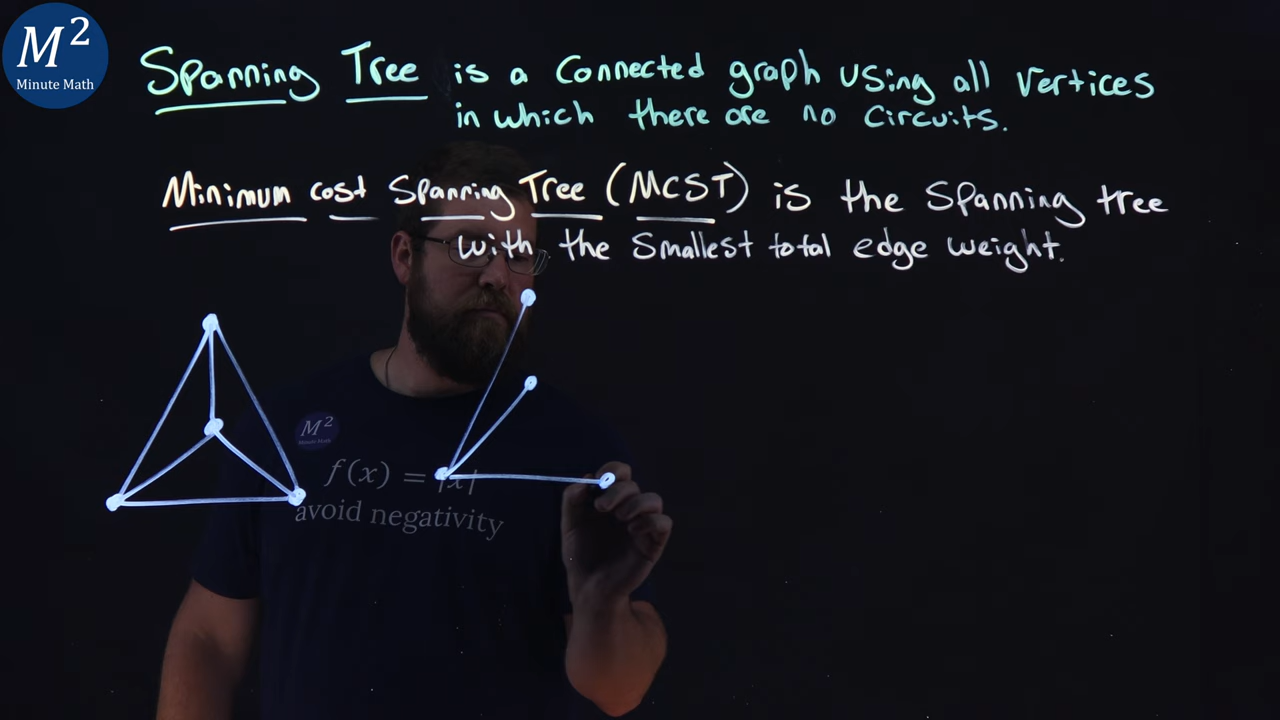 M²
Minute Math
Spanning Tree is a connected graph using all vertices
in which there are no circuits.
Minimum cost Spanning Tree (MCST) is the spanning tree
with the smallest total edge weight.
M²
Minute Math
f(x) = |x|
avoid negativity